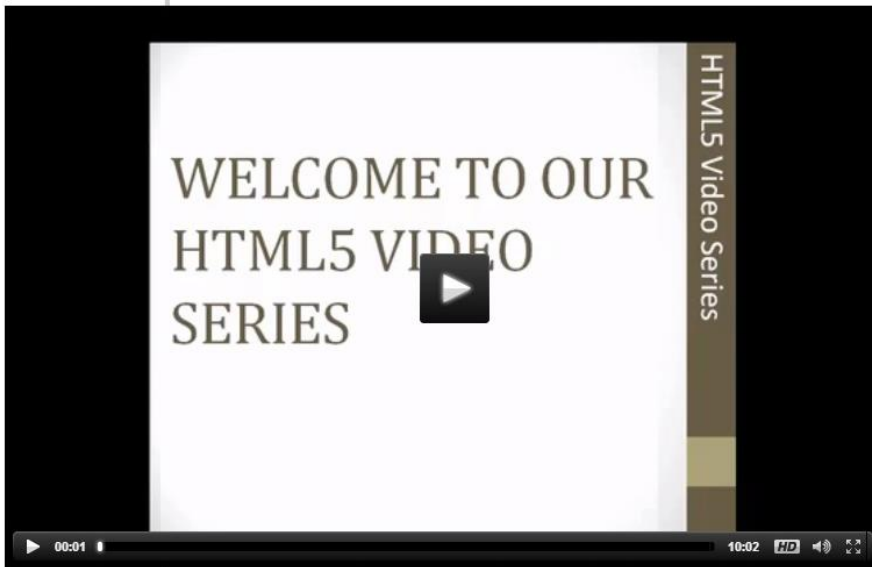 WELCOME TO OUR
HTML5 VIDEO
SERIES
HTML5 Video Series
00:01
10:02
HD